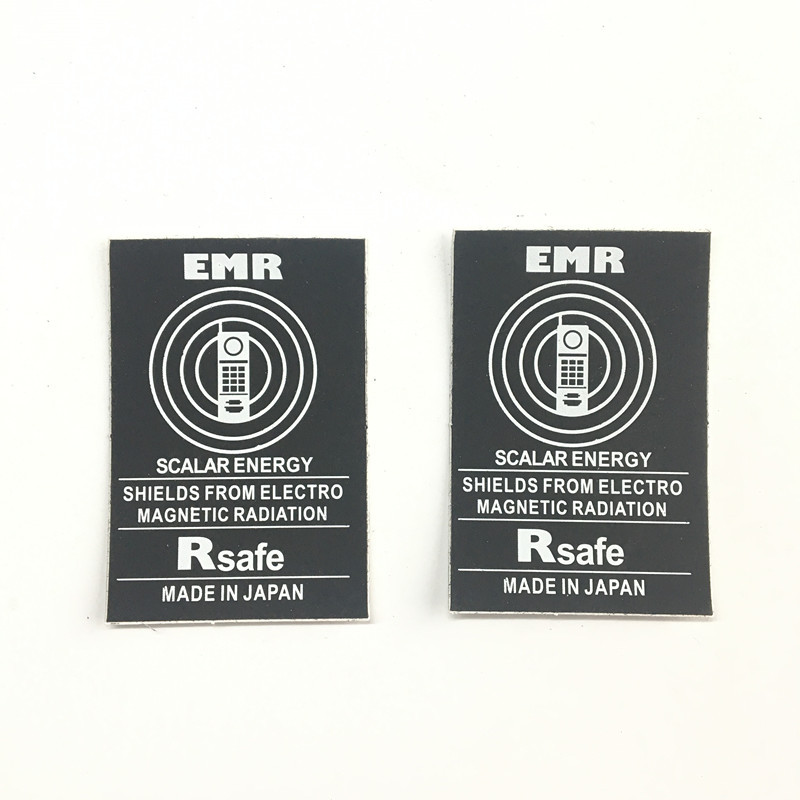 EMR
SCALAR ENERGY
SHIELDS FROM ELECTRO
MAGNETIC RADIATION
Rsafe
MADE IN JAPAN
EMR
SCALAR ENERGY
SHIELDS FROM ELECTRO
MAGNETIC RADIATION
Rsafe
MADE IN JAPAN